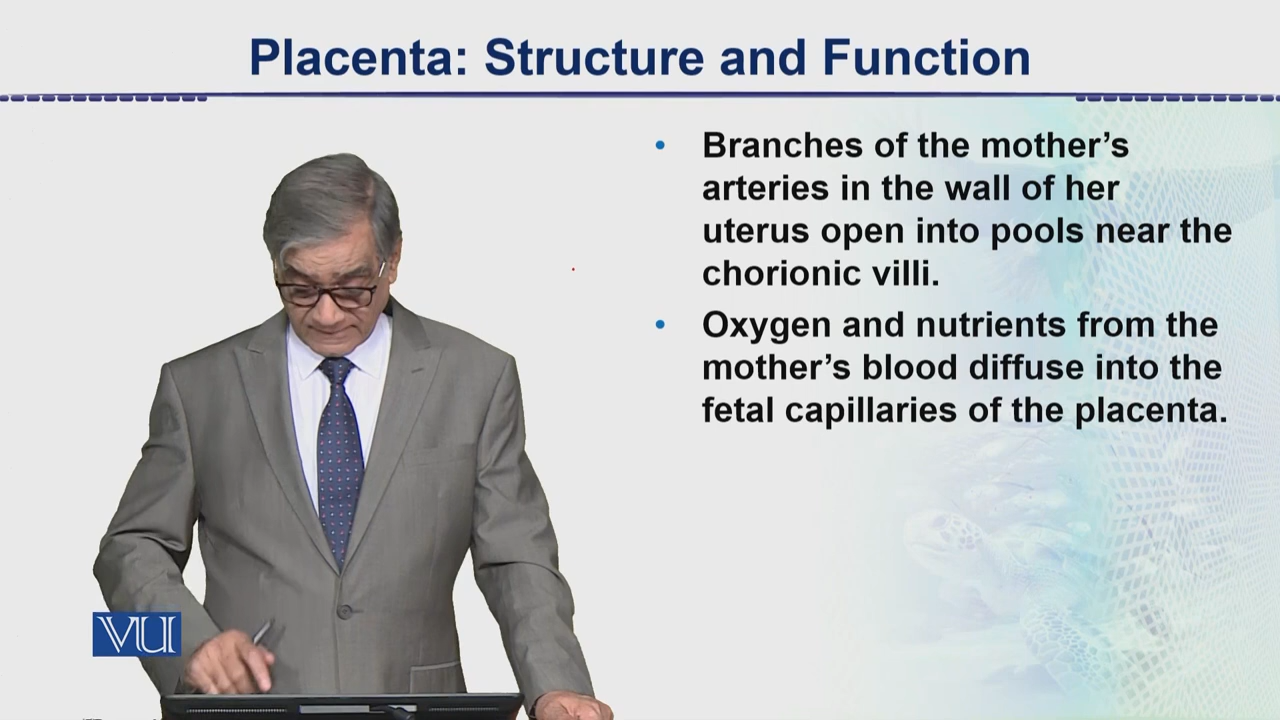 Placenta: Structure and Function
• Branches of the mother's
arteries in the wall of her
uterus open into pools near the
chorionic villi.
• Oxygen and nutrients from the
mother's blood diffuse into the
fetal capillaries of the placenta.
VU